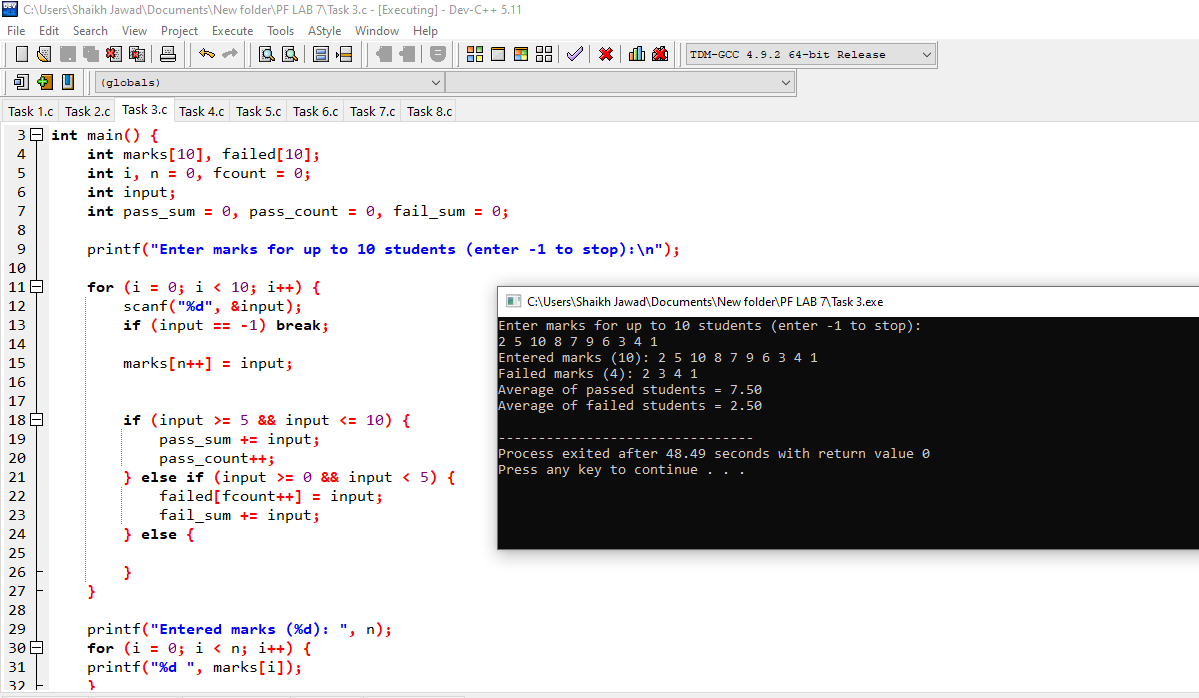 DEV C:\Users\Shaikh Jawad\Documents\New folder\PF LAB 7\Task 3.c - [Executing] - Dev-C++ 5.11
File Edit Search View Project Execute Tools AStyle Window Help
TDM-GCC 4.9.2 64-bit Release
(globals)
Task 1.c Task 2.c Task 3.c Task 4.c Task 5.c Task 6.c Task 7.c Task 8.c
3 int main() {
4 int marks[10], failed[10];
5 int i, n = 0, fcount = 0;
6 int input;
7 int pass_sum = 0, pass_count = 0, fail_sum = 0;
8
9 printf("Enter marks for up to 10 students (enter -1 to stop):\n");
10
11 for (i = 0; i < 10; i++) {
12 scanf("%d", &input);
13 if (input == -1) break;
14
15 marks[n++] = input;
16
17
18 if (input >= 5 && input <= 10) {
19 pass_sum += input;
20 pass_count++;
21 } else if (input >= 0 && input < 5) {
22 failed[fcount++] = input;
23 fail_sum += input;
24 } else {
25
26 }
27 }
28
29 printf("Entered marks (%d): ", n);
30 for (i = 0; i < n; i++) {
31 printf("%d ", marks[i]);
32 }
C:\Users\Shaikh Jawad\Documents\New folder\PF LAB 7\Task 3.exe
Enter marks for up to 10 students (enter -1 to stop):
2 5 10 8 7 9 6 3 4 1
Entered marks (10): 2 5 10 8 7 9 6 3 4 1
Failed marks (4): 2 3 4 1
Average of passed students = 7.50
Average of failed students = 2.50
--------------------------------
Process exited after 48.49 seconds with return value 0
Press any key to continue . . .